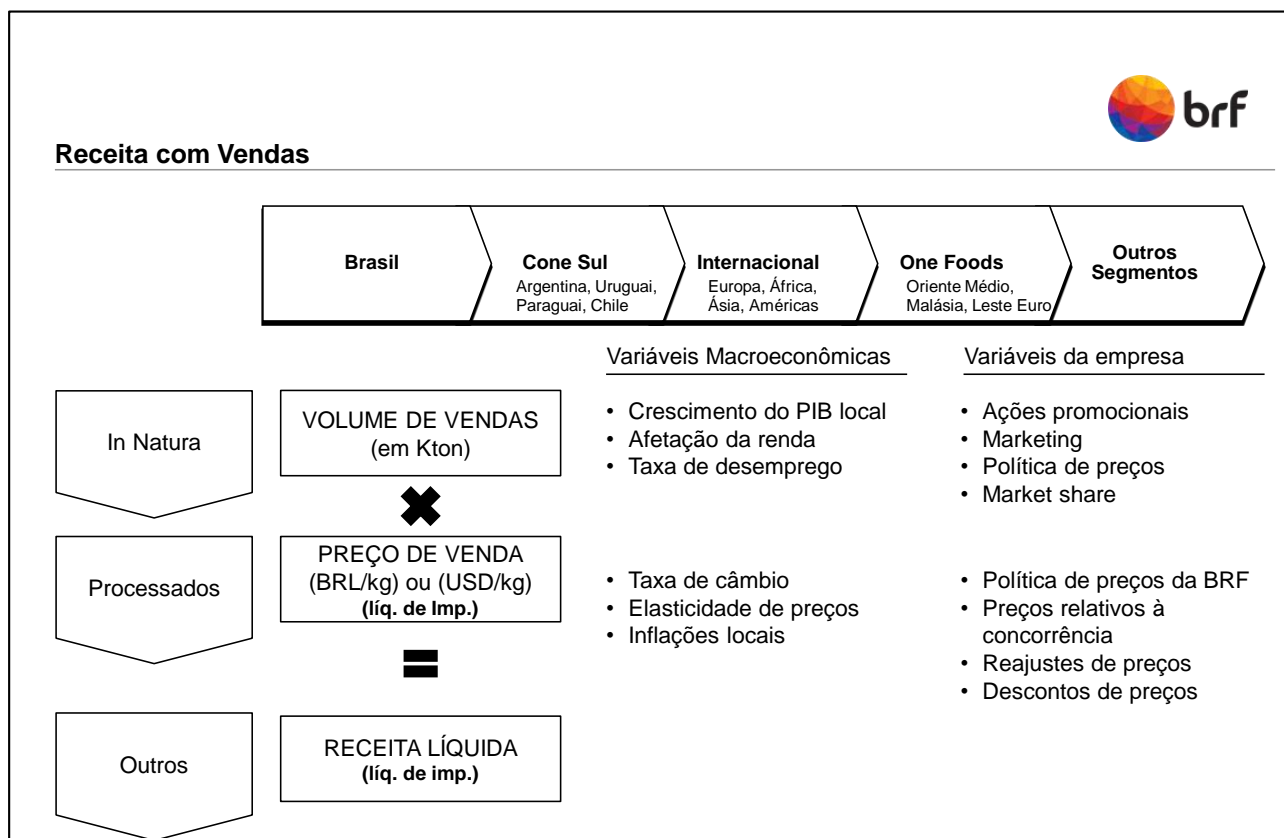 brf
Receita com Vendas
Brasil
Cone Sul
Argentina, Uruguai,
Paraguai, Chile
Internacional
Europa, África,
Ásia, Américas
One Foods
Oriente Médio,
Malásia, Leste Euro
Outros
Segmentos
Variáveis Macroeconômicas
Variáveis da empresa
In Natura
VOLUME DE VENDAS
(em Kton)
• Crescimento do PIB local
• Afetação da renda
• Taxa de desemprego
• Ações promocionais
• Marketing
• Política de preços
• Market share
Processados
PREÇO DE VENDA
(BRL/kg) ou (USD/kg)
(líq. de Imp.)
• Taxa de câmbio
• Elasticidade de preços
• Inflações locais
• Política de preços da BRF
• Preços relativos à
concorrência
• Reajustes de preços
• Descontos de preços
Outros
RECEITA LÍQUIDA
(líq. de imp.)